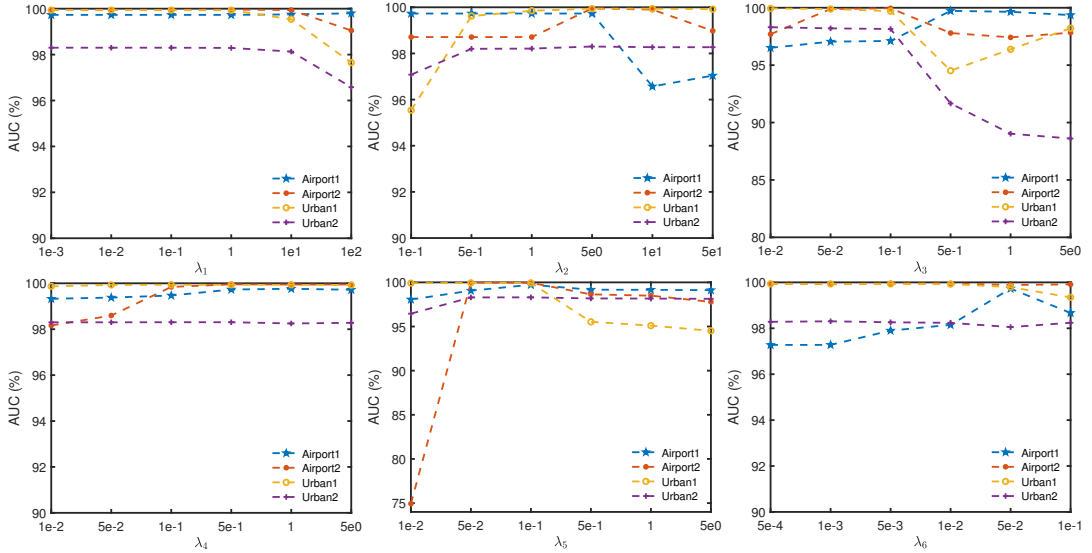 AUC (%)
100
98
96
94
92
90
Airport1
Airport2
Urban1
Urban2
1e-3 1e-2 1e-1 1 1e1 1e2
λ1
AUC (%)
100
98
96
94
92
90
Airport1
Airport2
Urban1
Urban2
1e-1 5e-1 1 5e0 1e1 5e1
λ2
AUC (%)
100
95
90
85
80
Airport1
Airport2
Urban1
Urban2
1e-2 5e-2 1e-1 5e-1 1 5e0
λ3
AUC (%)
100
98
96
94
92
90
Airport1
Airport2
Urban1
Urban2
1e-2 5e-2 1e-1 5e-1 1 5e0
λ4
AUC (%)
100
95
90
85
80
75
Airport1
Airport2
Urban1
Urban2
1e-2 5e-2 1e-1 5e-1 1 5e0
λ5
AUC (%)
100
98
96
94
92
90
Airport1
Airport2
Urban1
Urban2
5e-4 1e-3 5e-3 1e-2 5e-2 1e-1
λ6